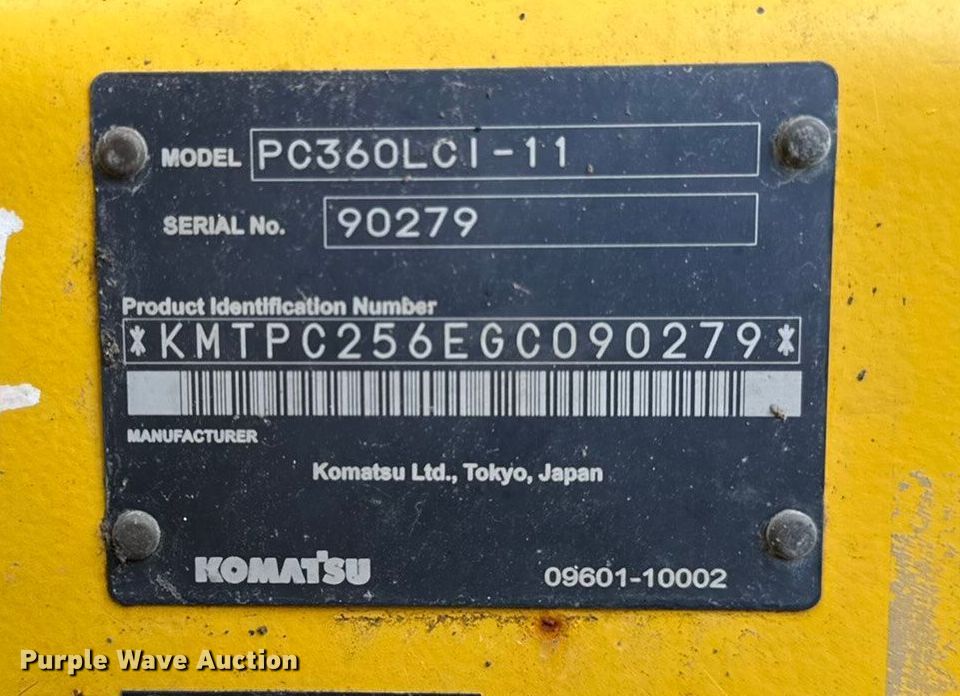 MODEL PC360LCI-11
SERIAL No. 90279
Product Identification Number
*KMTPC256EGC090279*
MANUFACTURER
Komatsu Ltd., Tokyo, Japan
KOMATSU 09601-10002
Purple Wave Auction